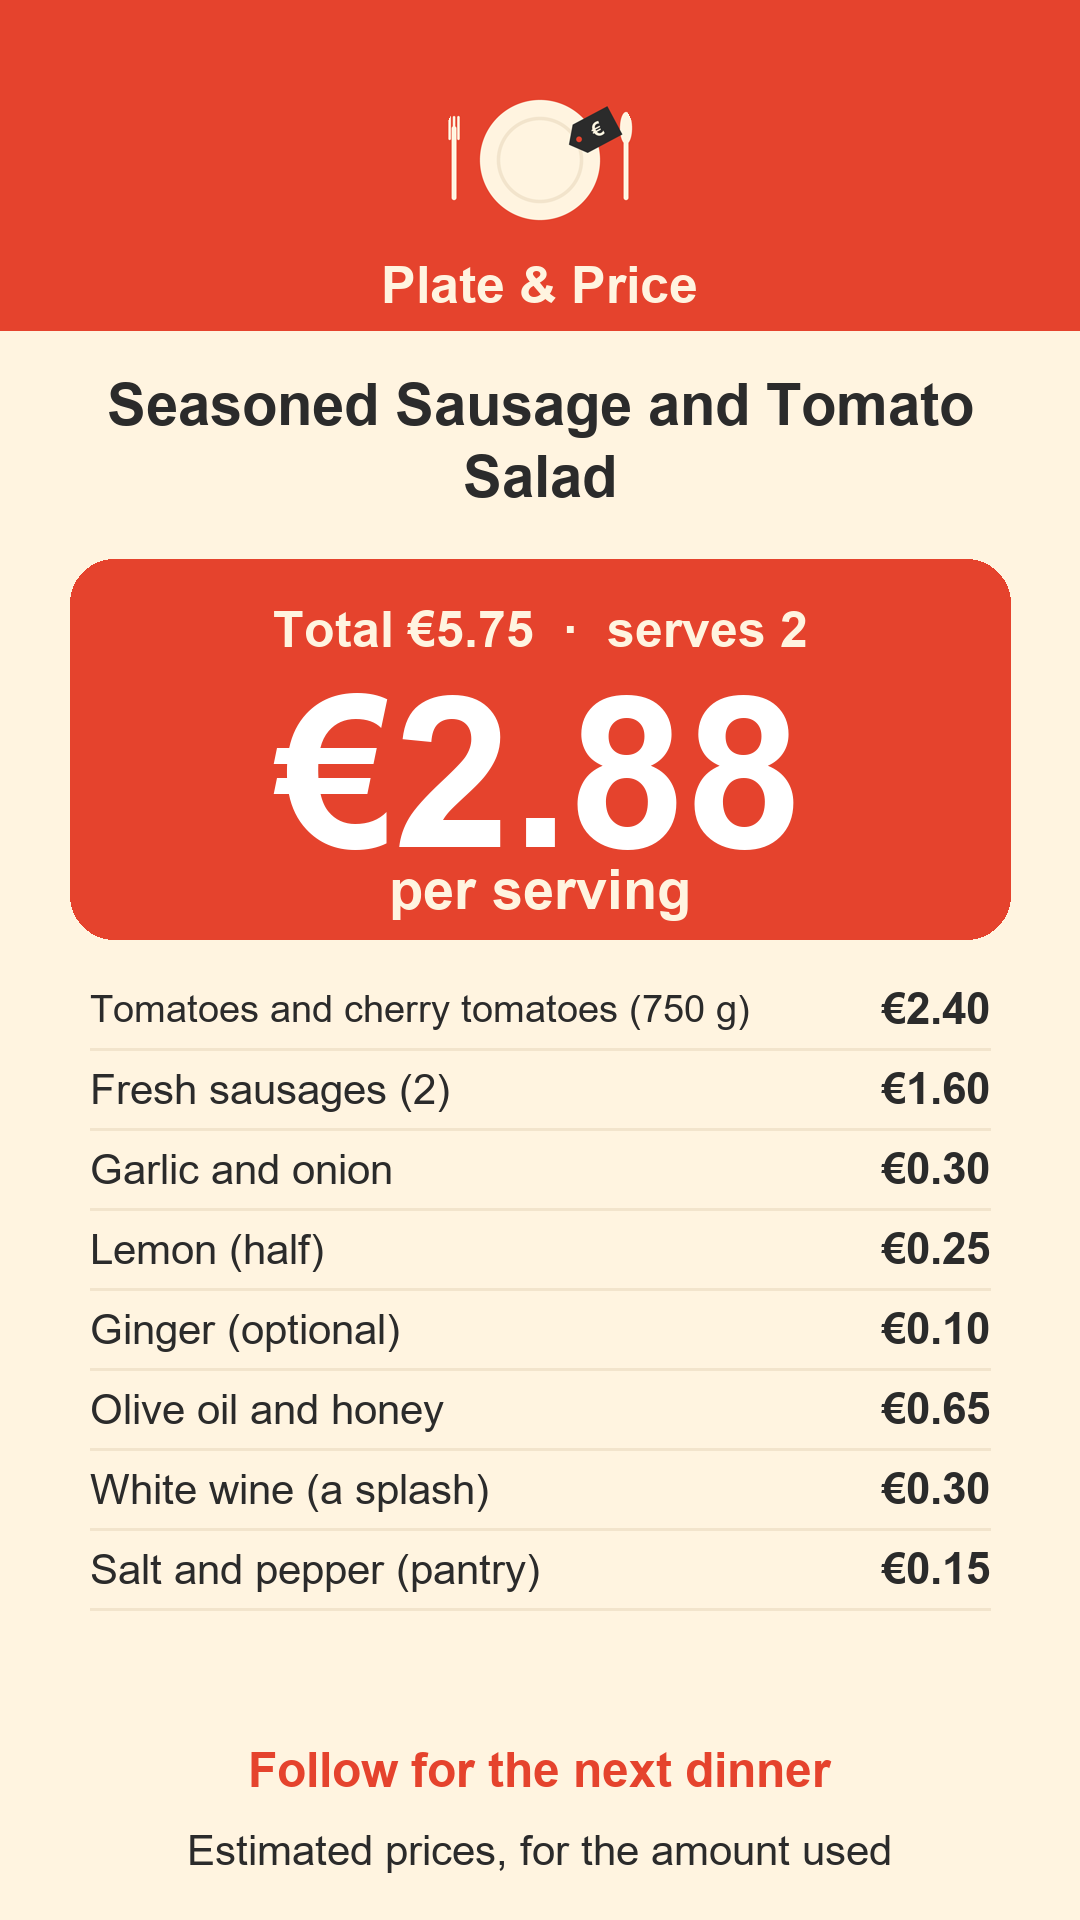 €
Plate & Price
Seasoned Sausage and Tomato
Salad
Total €5.75 · serves 2
€2.88
per serving
Tomatoes and cherry tomatoes (750 g) €2.40
Fresh sausages (2) €1.60
Garlic and onion €0.30
Lemon (half) €0.25
Ginger (optional) €0.10
Olive oil and honey €0.65
White wine (a splash) €0.30
Salt and pepper (pantry) €0.15
Follow for the next dinner
Estimated prices, for the amount used